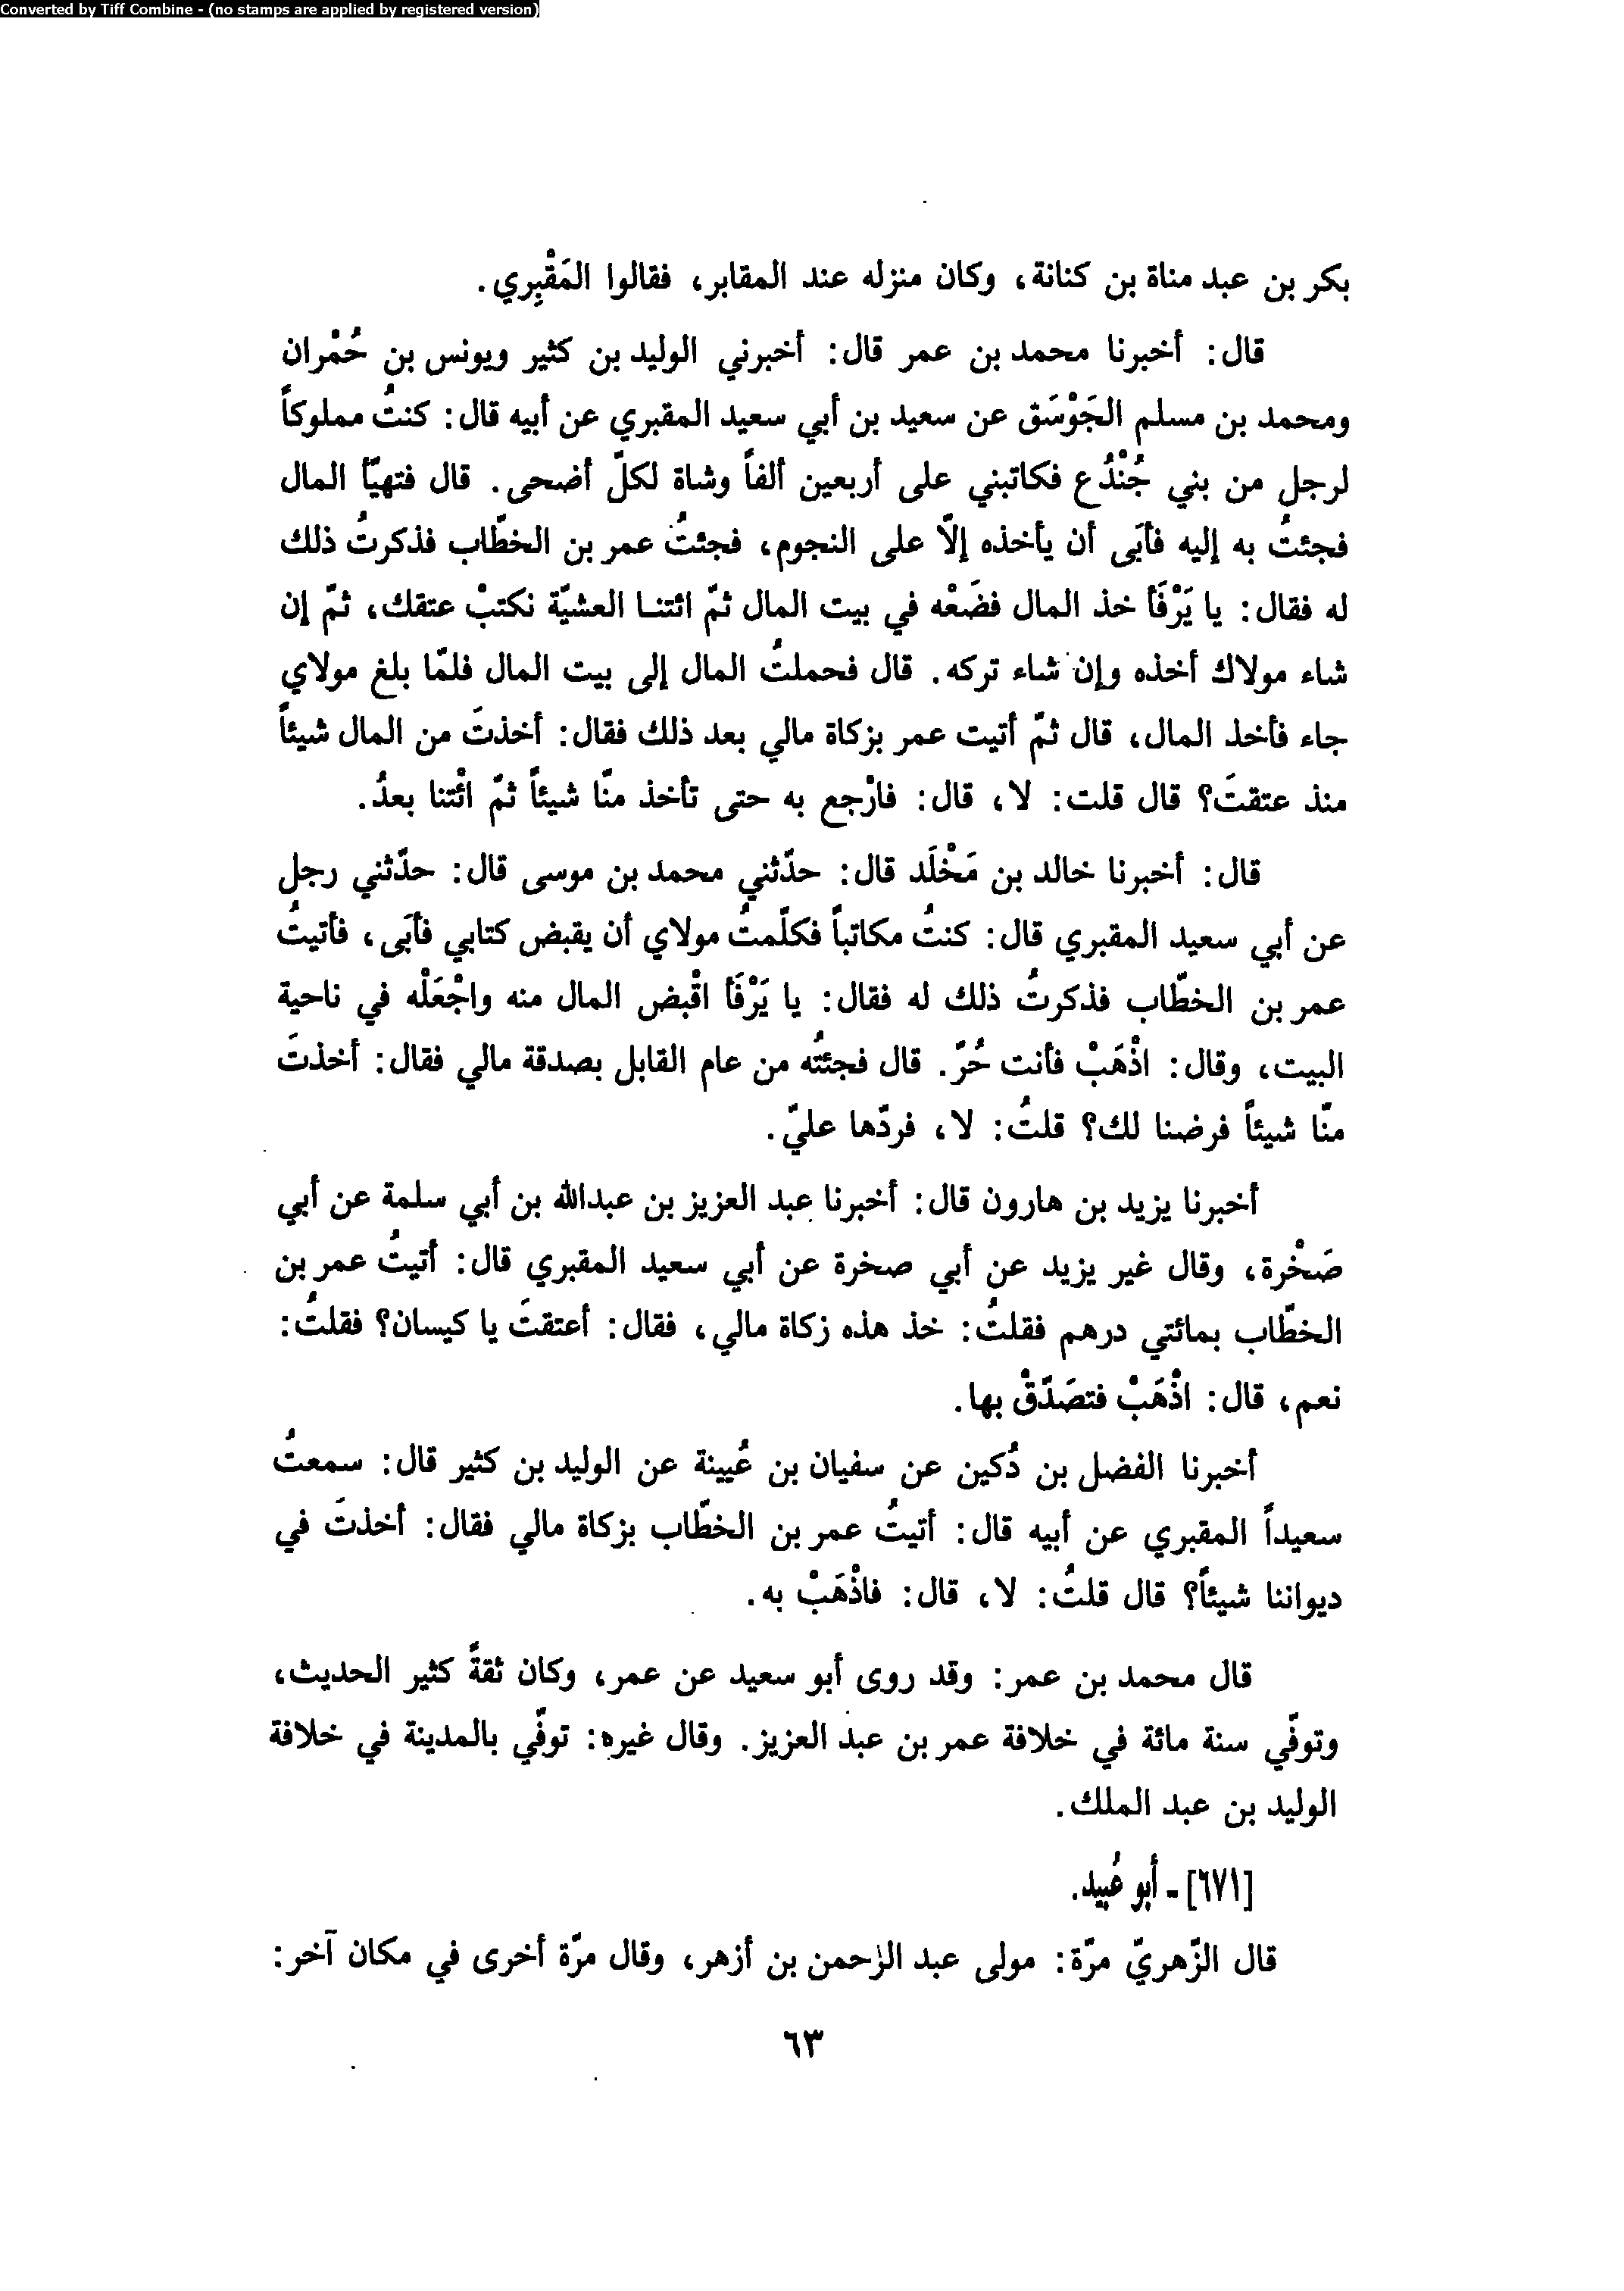 Converted by Tiff Combine - (no stamps are applied by registered version)
بكر بن عبد مناة بن كنانة، وكان منزله عند المقابر، فقالوا المَقْبِري.
قال: أخبرنا محمد بن عمر قال: أخبرني الوليد بن كثير ويونس بن حُمْران
ومحمد بن مسلم الجَوْسَق عن سعيد بن أبي سعيد المقبري عن أبيه قال: كنتُ مملوكاً
لرجل من بني جُنْدُع فكاتبني على أربعين ألفاً وشاة لكلّ أضحى. قال فتهيّأ المال
فجئتُ به إليه فأبَى أن يأخذه إلّا على النجوم، فجئتُ عمر بن الخطّاب فذكرتُ ذلك
له فقال: يا يَرْفَأ خذ المال فضَعْه في بيت المال ثمّ ائتنا العشيّة نكتبْ عتقك، ثمّ إن
شاء مولاك أخذه وإن شاء تركه. قال فحملتُ المال إلى بيت المال فلمّا بلغ مولاي
جاء فأخذ المال، قال ثمّ أتيت عمر بزكاة مالي بعد ذلك فقال: أخذتَ من المال شيئاً
منذ عتقتَ؟ قال قلت: لا، قال: فارْجع به حتى تأخذ منّا شيئاً ثمّ ائْتنا بعدُ.
قال: أخبرنا خالد بن مَخْلَد قال: حدّثني محمد بن موسى قال: حدّثني رجل
عن أبي سعيد المقبري قال: كنتُ مكاتباً فكلّمتُ مولاي أن يقبض كتابي فأبَى، فأتيتُ
عمر بن الخطّاب فذكرتُ ذلك له فقال: يا يَرْفَأ اقْبض المال منه واجْعَلْه في ناحية
البيت، وقال: اذْهَبْ فأنت حُرّ. قال فجئتُه من عام القابل بصدقة مالي فقال: أخذتَ
منّا شيئاً فرضنا لك؟ قلتُ: لا، فردّها عليّ.
أخبرنا يزيد بن هارون قال: أخبرنا عبد العزيز بن عبدالله بن أبي سلمة عن أبي
صَخْرة، وقال غير يزيد عن أبي صخرة عن أبي سعيد المقبري قال: أتيتُ عمر بن
الخطّاب بمائتي درهم فقلتُ: خذ هذه زكاة مالي، فقال: أعتقتَ يا كيسان؟ فقلتُ:
نعم، قال: اذْهَبْ فتصَدّقْ بها.
أخبرنا الفضل بن دُكين عن سفيان بن عُيينة عن الوليد بن كثير قال: سمعتُ
سعيداً المقبري عن أبيه قال: أتيتُ عمر بن الخطّاب بزكاة مالي فقال: أخذتَ في
ديواننا شيئاً؟ قال قلتُ: لا، قال: فاذْهَبْ به.
قال محمد بن عمر: وقد روى أبو سعيد عن عمر، وكان ثقةً كثير الحديث،
وتوفّي سنة مائة في خلافة عمر بن عبد العزيز. وقال غيره: توفّي بالمدينة في خلافة
الوليد بن عبد الملك.
[٦٧١] - أبو عُبيد.
قال الزّهريّ مرّة: مولى عبد الرحمن بن أزهر، وقال مرّة أخرى في مكان آخر:
٦٣